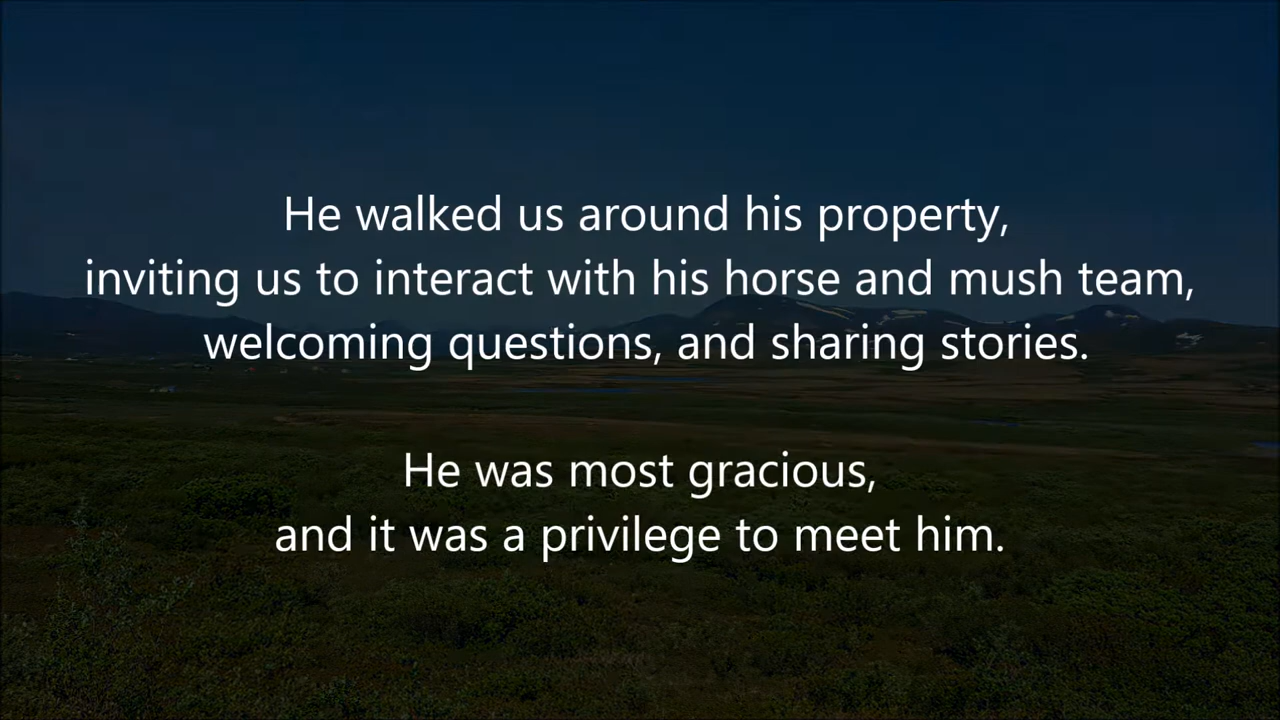 He walked us around his property,
inviting us to interact with his horse and mush team,
welcoming questions, and sharing stories.
He was most gracious,
and it was a privilege to meet him.